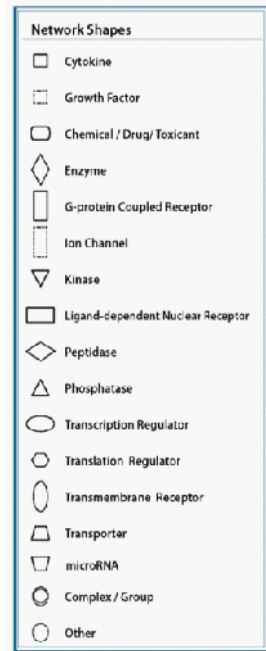 Network Shapes
Cytokine
Growth Factor
Chemical / Drug/ Toxicant
Enzyme
G-protein Coupled Receptor
Ion Channel
Kinase
Ligand-dependent Nuclear Receptor
Peptidase
Phosphatase
Transcription Regulator
Translation Regulator
Transmembrane Receptor
Transporter
microRNA
Complex / Group
Other